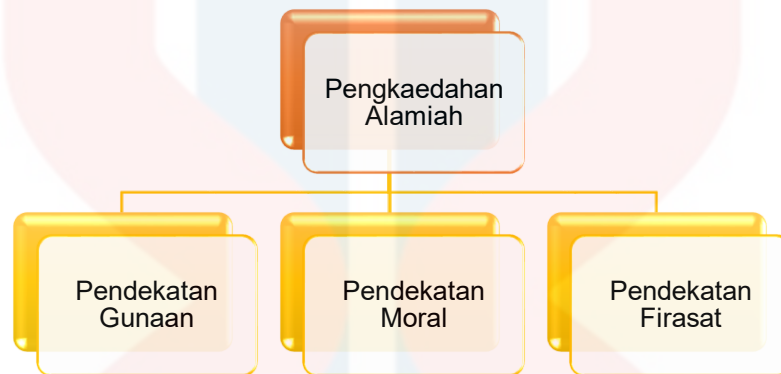 Pengkaedahan
Alamiah
Pendekatan
Gunaan
Pendekatan
Moral
Pendekatan
Firasat